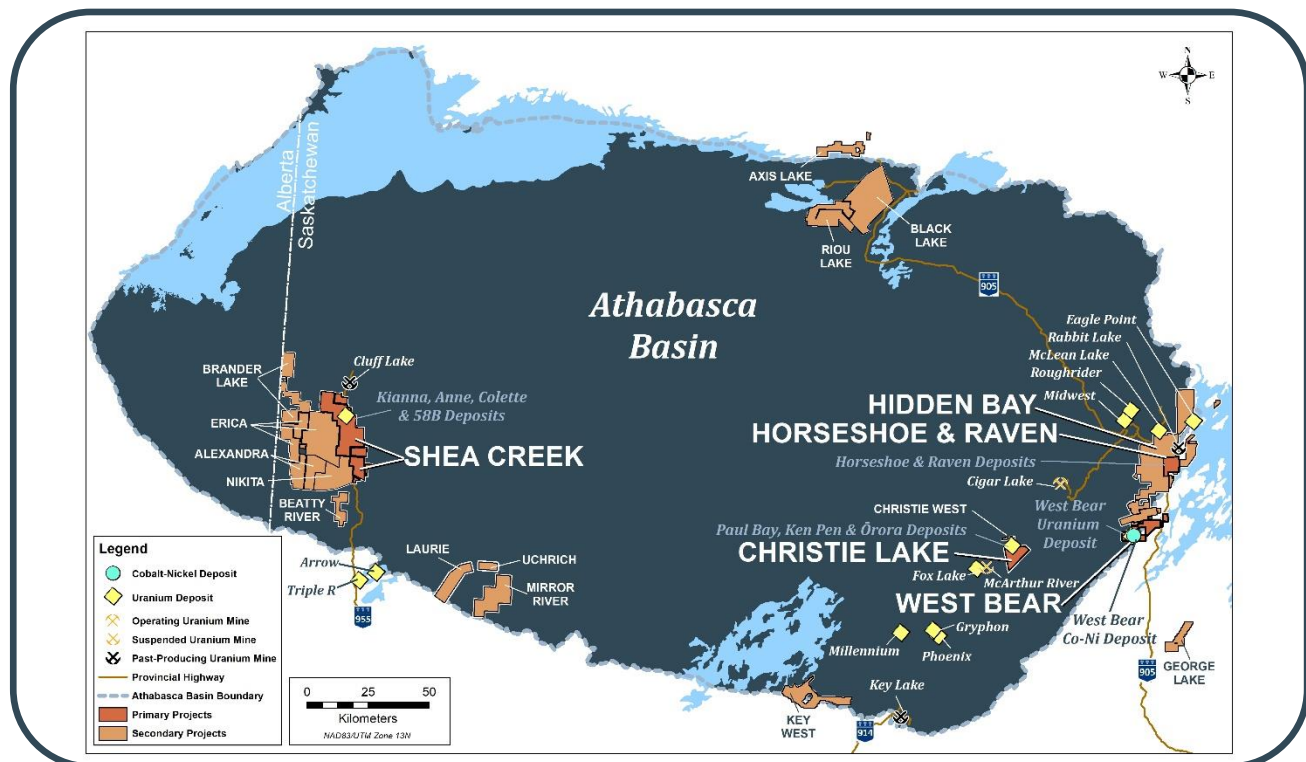 N
W
E
S
Alberta
Saskatchewan
AXIS LAKE
BLACK
LAKE
RIOU
LAKE
905
Athabasca
Basin
Eagle Point
Rabbit Lake
McLean Lake
Roughrider
Midwest
BRANDER
LAKE
Cluff Lake
Kianna, Anne, Colette
& 58B Deposits
HIDDEN BAY
HORSESHOE & RAVEN
Horseshoe & Raven Deposits
ERICA
SHEA CREEK
ALEXANDRA
NIKITA
BEATTY
RIVER
Cigar Lake
CHRISTIE WEST
West Bear
Uranium
Deposit
Paul Bay, Ken Pen & Ōrora Deposits
CHRISTIE LAKE
Fox Lake
McArthur River
WEST BEAR
West Bear
Co-Ni Deposit
Arrow
Triple R
955
LAURIE
UCHRICH
MIRROR
RIVER
Millennium
Gryphon
Phoenix
GEORGE
LAKE
905
KEY
WEST
Key Lake
914
Legend
Cobalt-Nickel Deposit
Uranium Deposit
Operating Uranium Mine
Suspended Uranium Mine
Past-Producing Uranium Mine
Provincial Highway
Athabasca Basin Boundary
Primary Projects
Secondary Projects
0 25 50
Kilometers
NAD83/UTM Zone 13N